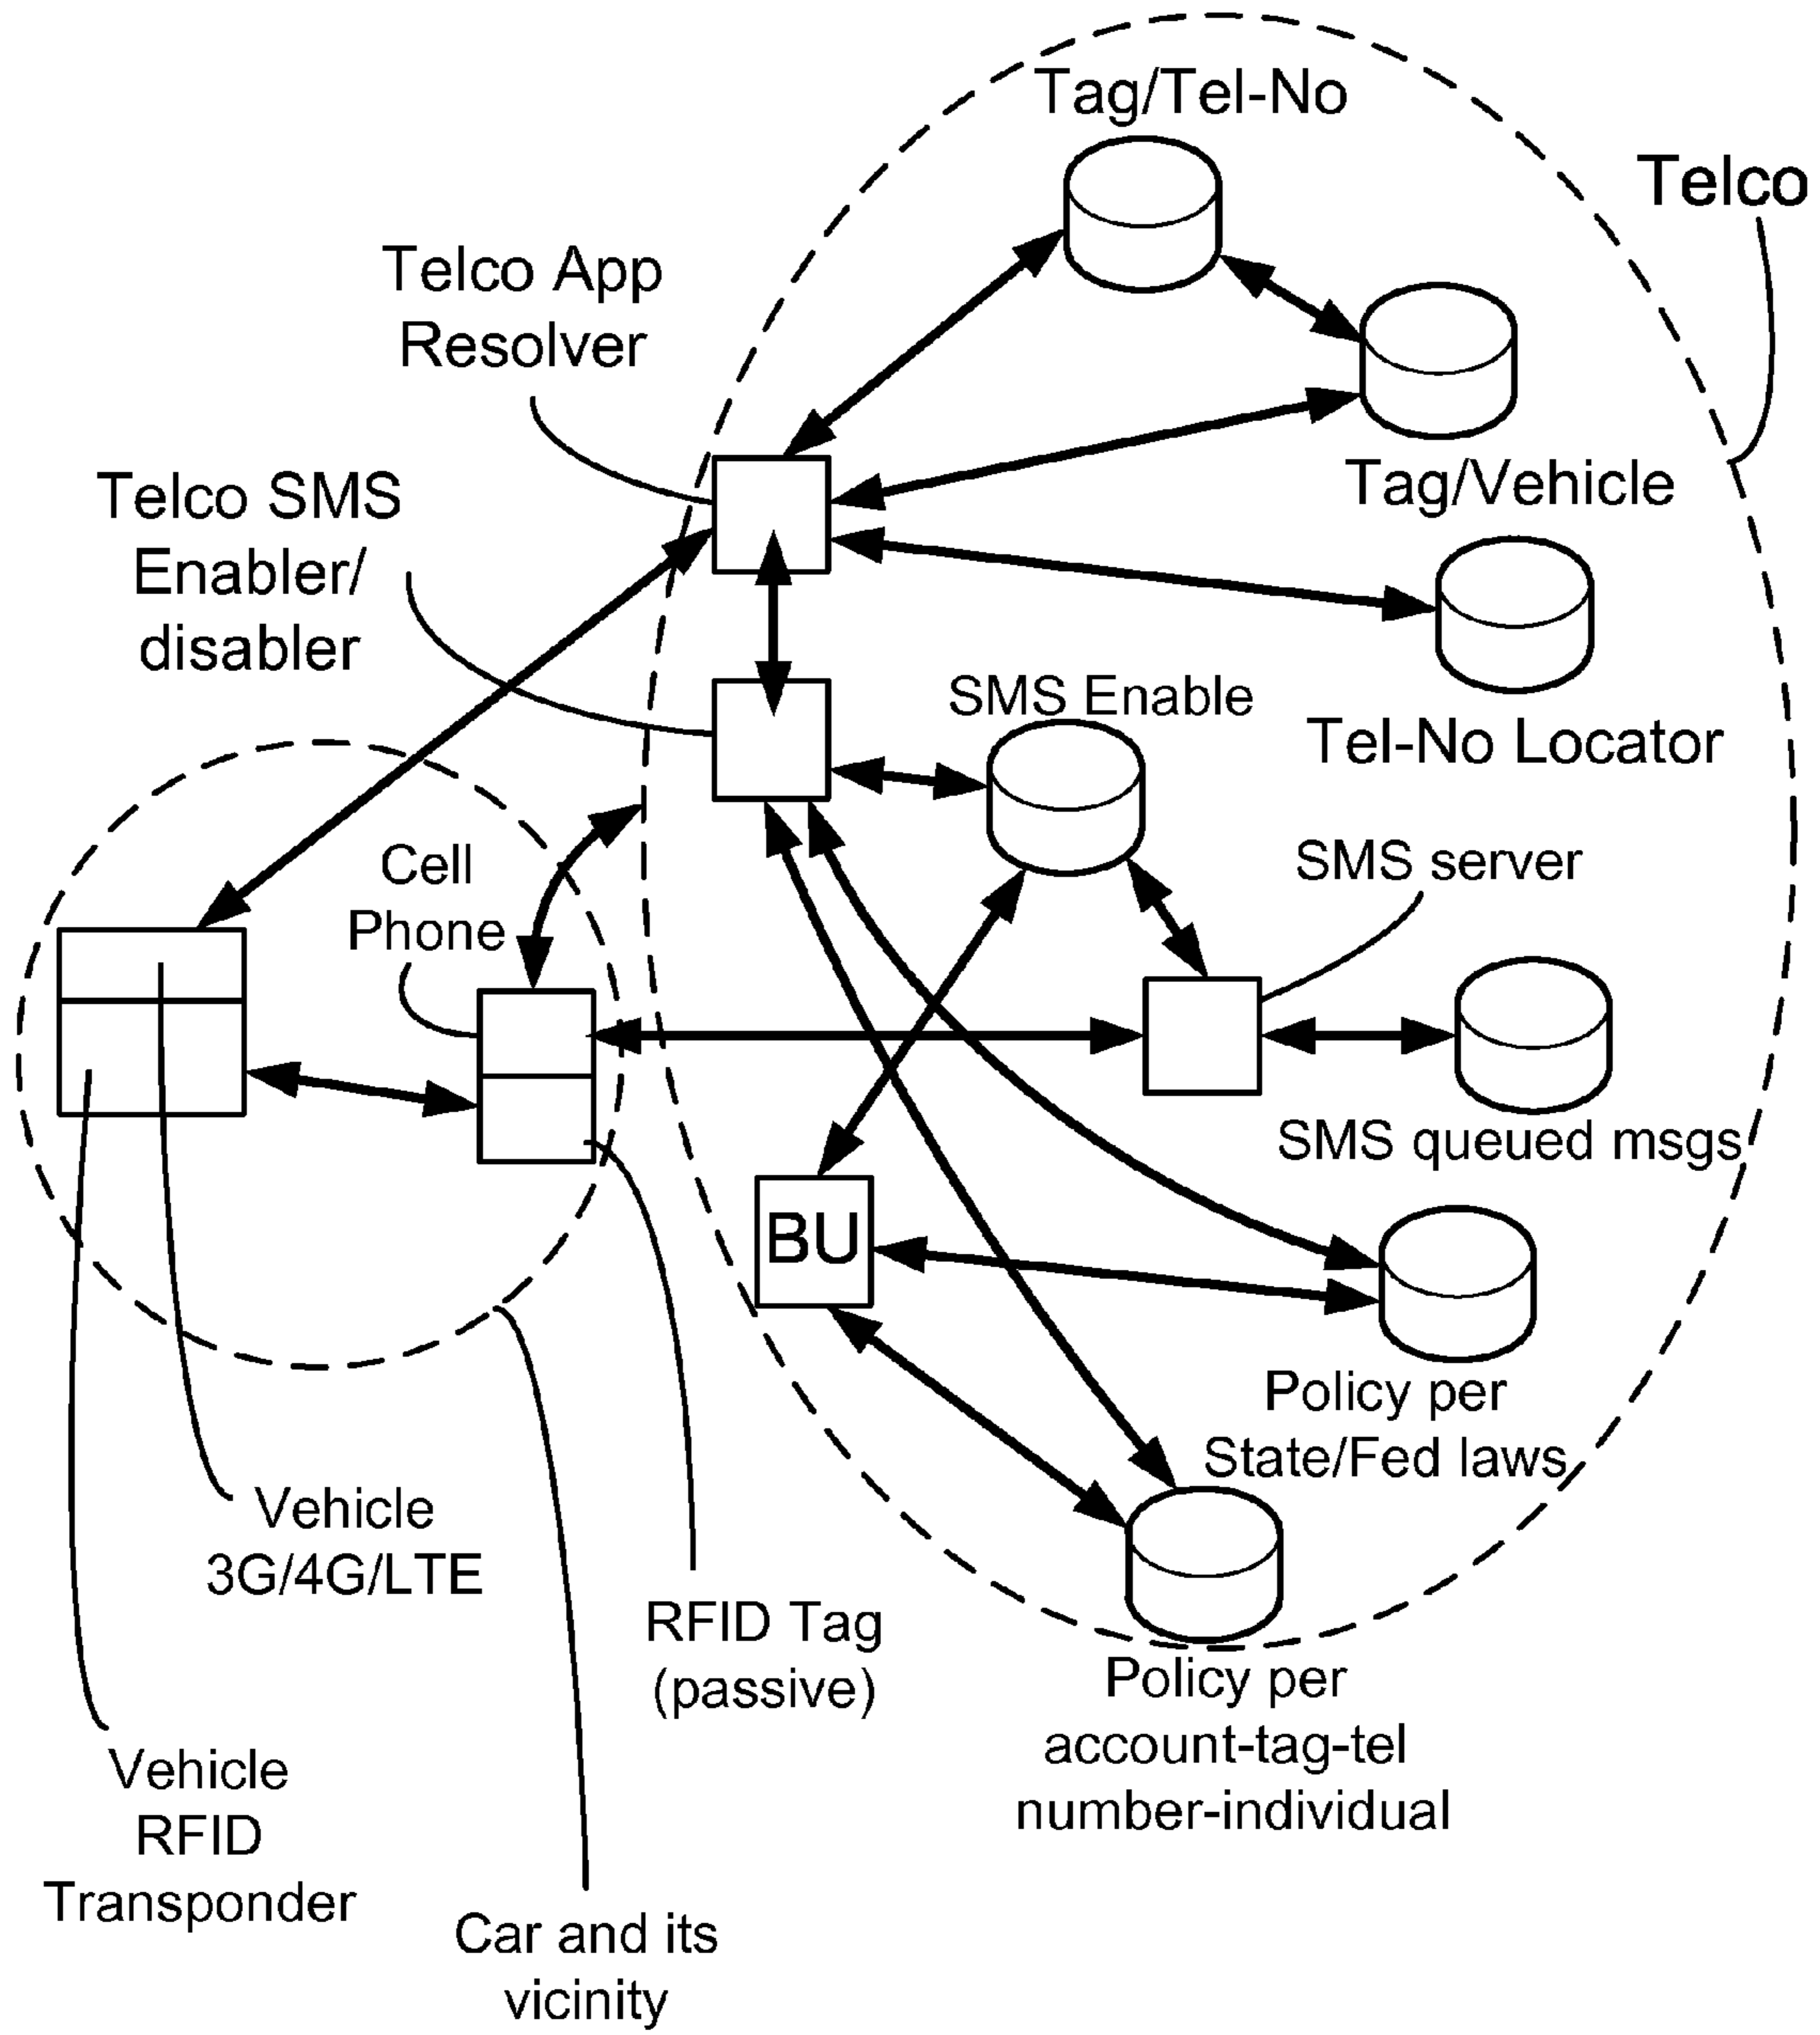 Tag/Tel-No
Telco
Telco App
Resolver
Telco SMS
Enabler/
disabler
Tag/Vehicle
SMS Enable
Tel-No Locator
Cell
Phone
SMS server
SMS queued msgs
BU
Policy per
State/Fed laws
Vehicle
3G/4G/LTE
RFID Tag
(passive)
Policy per
account-tag-tel
number-individual
Vehicle
RFID
Transponder
Car and its
vicinity